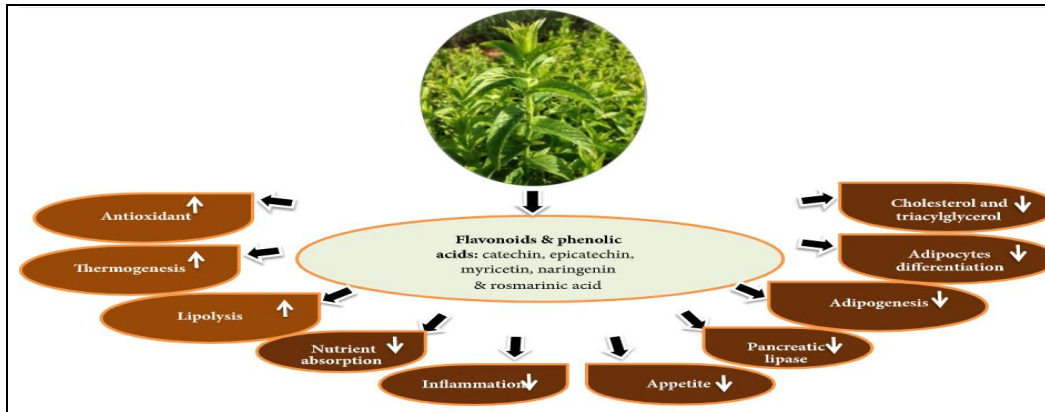 Flavonoids & phenolic
acids: catechin, epicatechin,
myricetin, naringenin
& rosmarinic acid
Antioxidant
Thermogenesis
Lipolysis
Nutrient
absorption
Inflammation
Appetite
Pancreatic
lipase
Adipogenesis
Adipocytes
differentiation
Cholesterol and
triacylglycerol